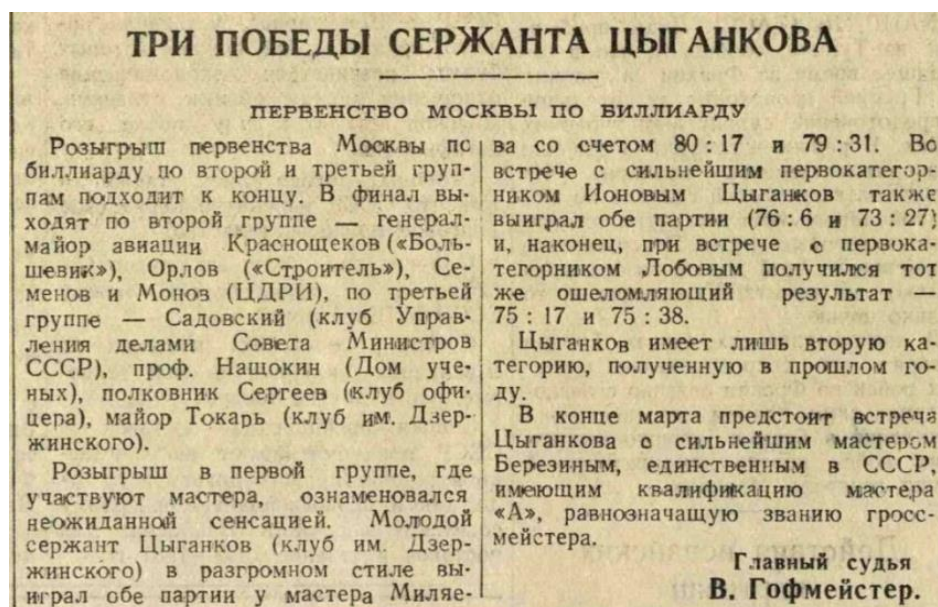 ТРИ ПОБЕДЫ СЕРЖАНТА ЦЫГАНКОВА
ПЕРВЕНСТВО МОСКВЫ ПО БИЛЛИАРДУ
Розыгрыш первенства Москвы по
биллиарду по второй и третьей груп-
пам подходит к концу. В финал вы-
ходят по второй группе — генерал-
майор авиации Краснощеков («Боль-
шевик»), Орлов («Строитель»), Се-
менов и Монов (ЦДРИ), по третьей
группе — Садовский (клуб Управ-
ления делами Совета Министров
СССР), проф. Нащокин (Дом уче-
ных), полковник Сергеев (клуб офи-
цера), майор Токарь (клуб им. Дзер-
жинского).
Розыгрыш в первой группе, где
участвуют мастера, ознаменовался
неожиданной сенсацией. Молодой
сержант Цыганков (клуб им. Дзер-
жинского) в разгромном стиле вы-
играл обе партии у мастера Миляе-
ва со счетом 80 : 17 и 79 : 31. Во
встрече с сильнейшим первокатегор-
ником Ионовым Цыганков также
выиграл обе партии (76 : 6 и 73 : 27)
и, наконец, при встрече с первока-
тегорником Лобовым получился тот
же ошеломляющий результат —
75 : 17 и 75 : 38.
Цыганков имеет лишь вторую ка-
тегорию, полученную в прошлом го-
ду.
В конце марта предстоит встреча
Цыганкова с сильнейшим мастером
Березиным, единственным в СССР,
имеющим квалификацию мастера
«А», равнозначащую званию гросс-
мейстера.
Главный судья
В. Гофмейстер.